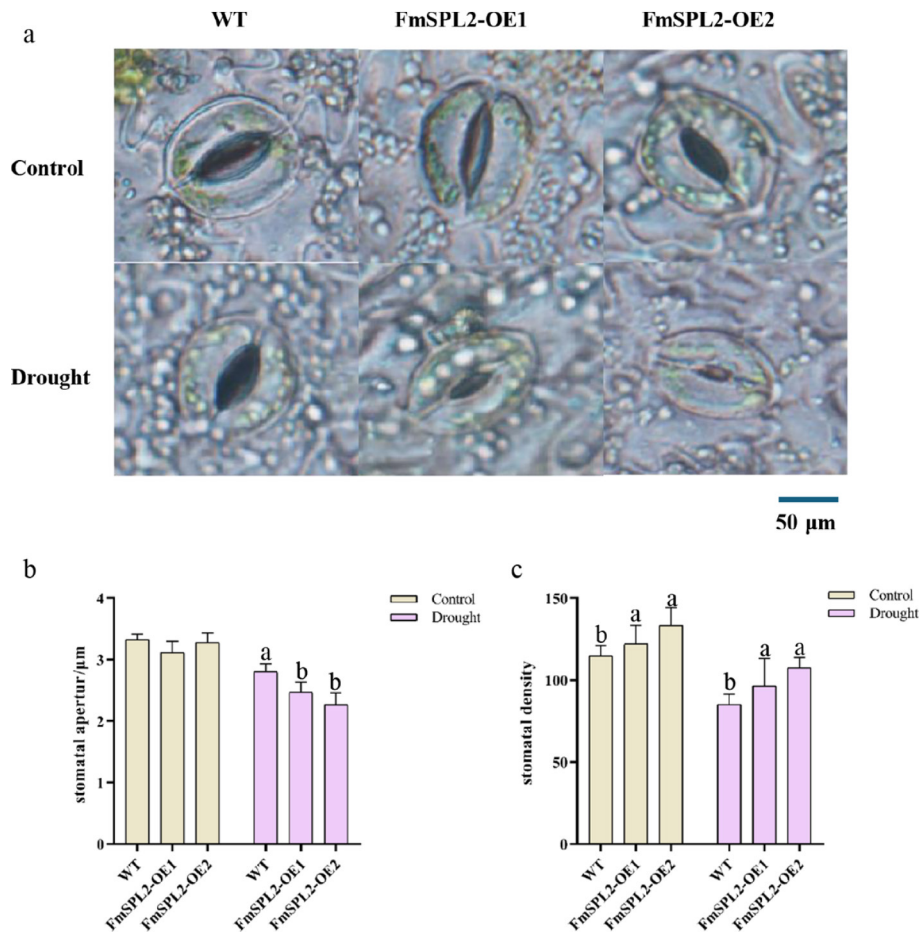 a
WT FmSPL2-OE1 FmSPL2-OE2
Control
Drought
50 μm
b
Control
Drought
stomatal apertur/μm
4
3
2
1
0
a
b
b
WT
FmSPL2-OE1
FmSPL2-OE2
WT
FmSPL2-OE1
FmSPL2-OE2
c
Control
Drought
stomatal density
150
100
50
0
b
a
a
b
a
a
WT
FmSPL2-OE1
FmSPL2-OE2
WT
FmSPL2-OE1
FmSPL2-OE2